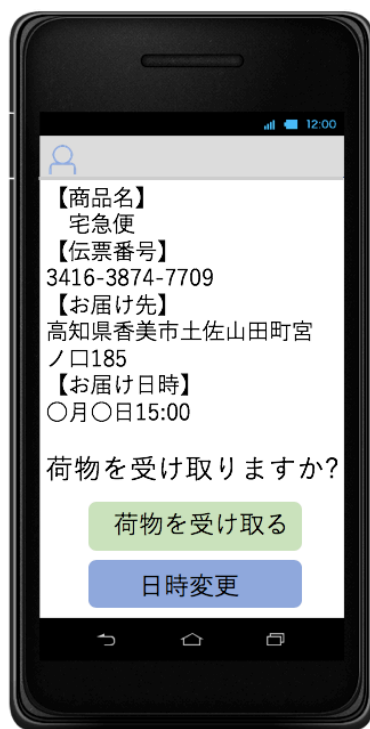 12:00
【商品名】
宅急便
【伝票番号】
3416-3874-7709
【お届け先】
高知県香美市土佐山田町宮
ノ口185
【お届け日時】
○月○日15:00
荷物を受け取りますか?
荷物を受け取る
日時変更